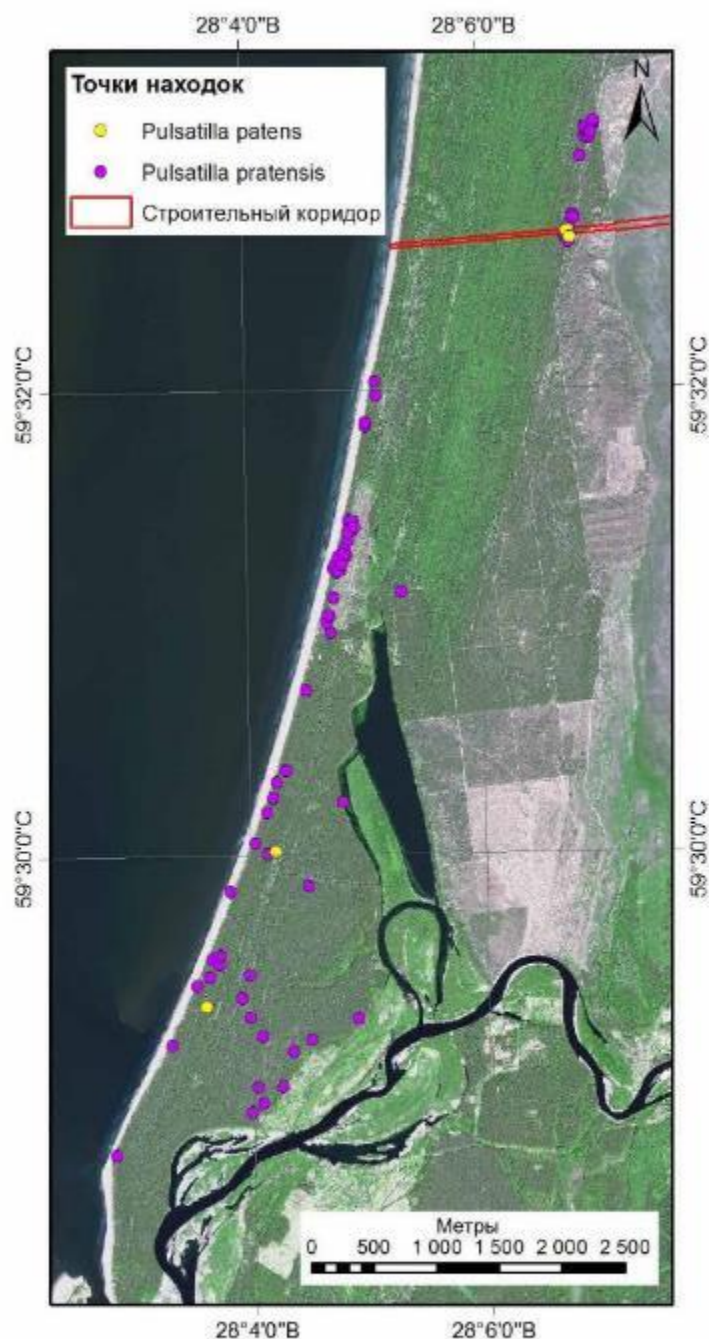 28°4'0"В 28°6'0"В
Точки находок
Pulsatilla patens
Pulsatilla pratensis
Строительный коридор
N
59°32'0"С 59°32'0"С
59°30'0"С 59°30'0"С
Метры
0 500 1 000 1 500 2 000 2 500
28°4'0"В 28°6'0"В